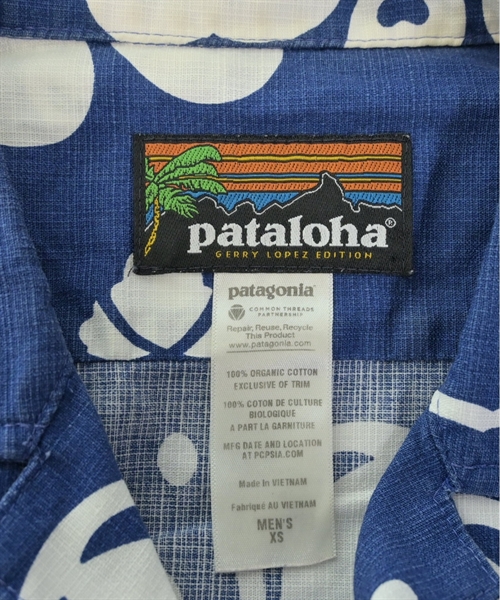 pataloha®
GERRY LOPEZ EDITION
patagonia®
COMMON THREADS
PARTNERSHIP
Repair, Reuse, Recycle
This Product
www.patagonia.com
100% ORGANIC COTTON
EXCLUSIVE OF TRIM
100% COTON DE CULTURE
BIOLOGIQUE
A PART LA GARNITURE
MFG DATE AND LOCATION
AT PCPSIA.COM
Made In VIETNAM
Fabriqué AU VIETNAM
MEN'S
XS